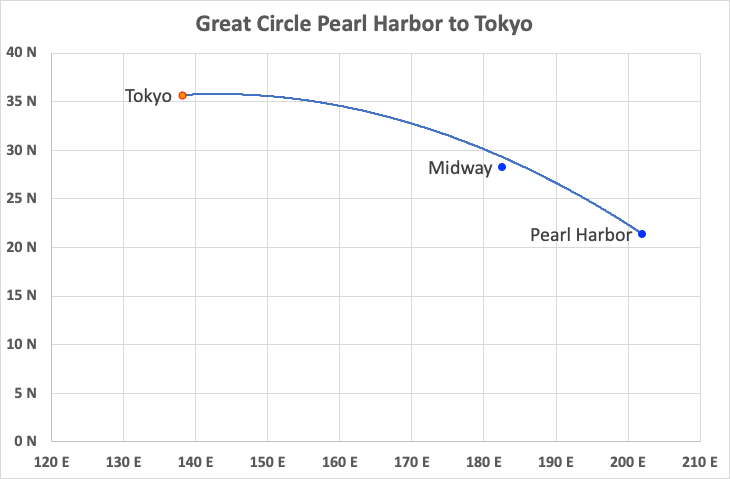 Great Circle Pearl Harbor to Tokyo
40 N
35 N
Tokyo
30 N
Midway
25 N
Pearl Harbor
20 N
15 N
10 N
5 N
0 N
120 E 130 E 140 E 150 E 160 E 170 E 180 E 190 E 200 E 210 E